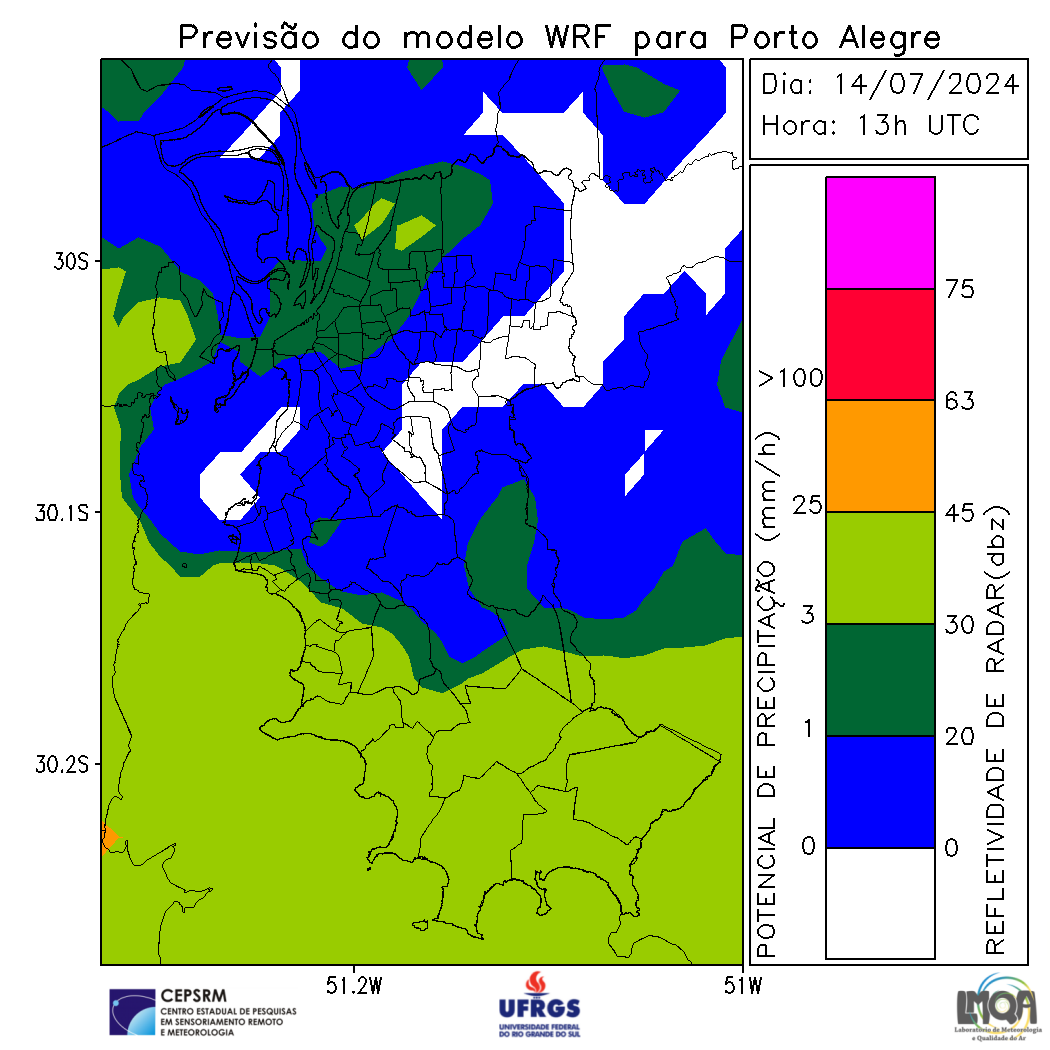 Previsão do modelo WRF para Porto Alegre
Dia: 14/07/2024
Hora: 13h UTC
30S
30.1S
30.2S
51.2W
51W
POTENCIAL DE PRECIPITAÇÃO (mm/h)
>100
25
3
1
0
75
63
45
30
20
0
REFLETIVIDADE DE RADAR(dbz)
CEPSRM
CENTRO ESTADUAL DE PESQUISAS
EM SENSORIAMENTO REMOTO
E METEOROLOGIA
UFRGS
UNIVERSIDADE FEDERAL
DO RIO GRANDE DO SUL
LMQA
Laboratório de Meteorologia
e Qualidade do Ar